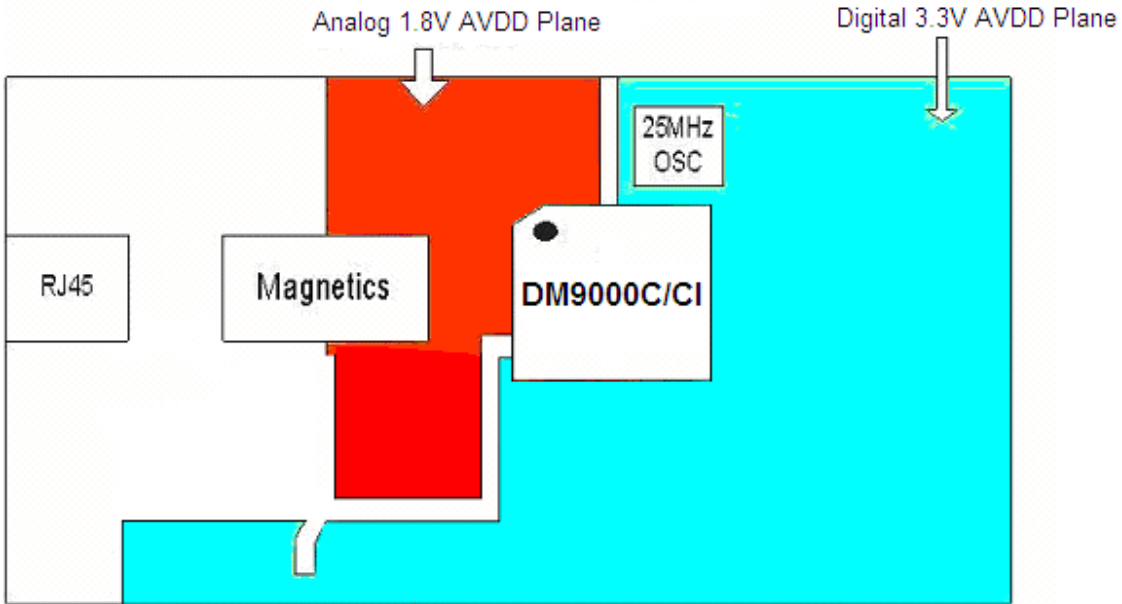 Analog 1.8V AVDD Plane
Digital 3.3V AVDD Plane
25MHz
OSC
RJ45
Magnetics
DM9000C/CI